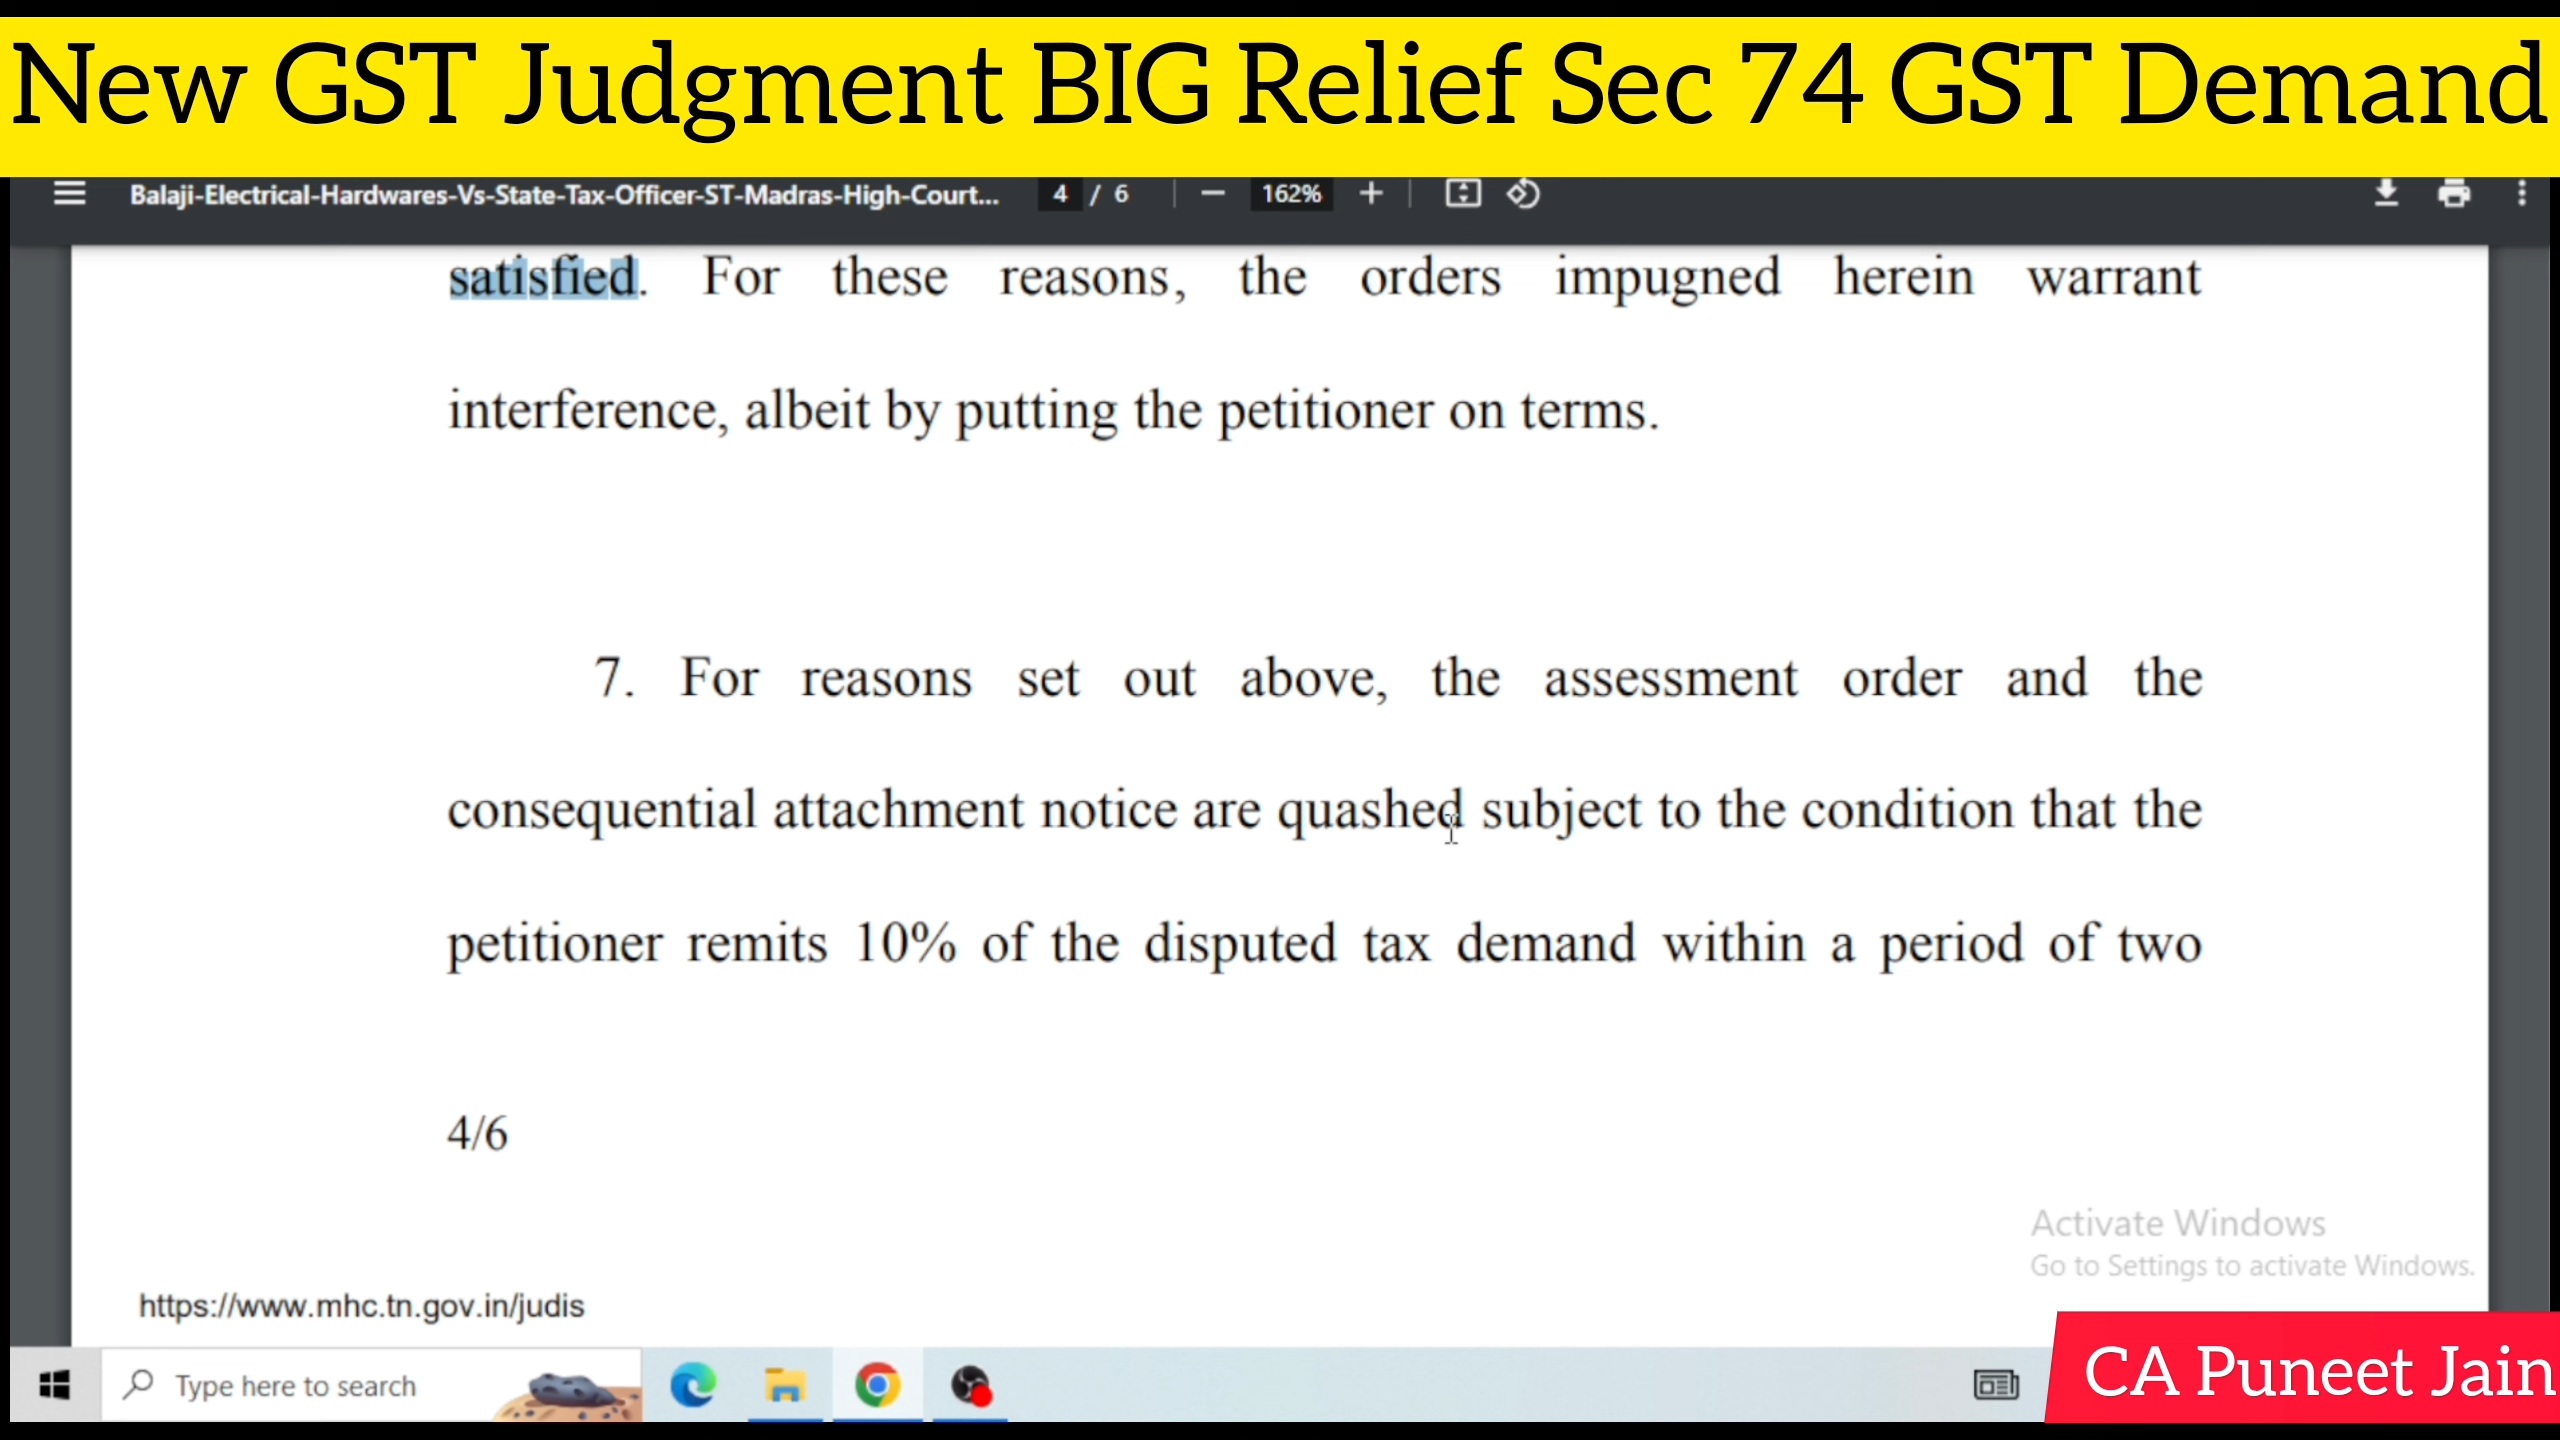 New GST Judgment BIG Relief Sec 74 GST Demand
Balaji-Electrical-Hardwares-Vs-State-Tax-Officer-ST-Madras-High-Court... 4 / 6 162%
satisfied. For these reasons, the orders impugned herein warrant
interference, albeit by putting the petitioner on terms.
7. For reasons set out above, the assessment order and the
consequential attachment notice are quashed subject to the condition that the
petitioner remits 10% of the disputed tax demand within a period of two
4/6
Activate Windows
Go to Settings to activate Windows.
https://www.mhc.tn.gov.in/judis
Type here to search
CA Puneet Jain